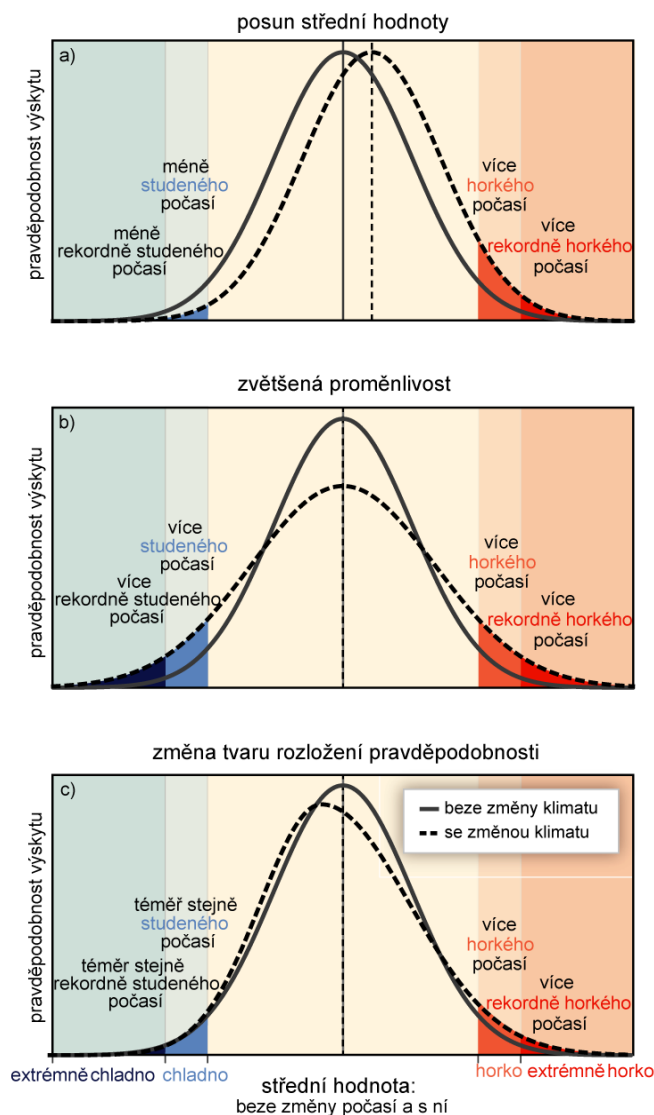 posun střední hodnoty
a)
pravděpodobnost výskytu
méně
studeného
počasí
méně
rekordně studeného
počasí
více
horkého
počasí
více
rekordně horkého
počasí
zvětšená proměnlivost
b)
pravděpodobnost výskytu
více
studeného
počasí
více
rekordně studeného
počasí
více
horkého
počasí
více
rekordně horkého
počasí
změna tvaru rozložení pravděpodobnosti
c)
pravděpodobnost výskytu
beze změny klimatu
se změnou klimatu
téměř stejně
studeného
počasí
témér stejně
rekordně studeného
počasí
více
horkého
počasí
více
rekordně horkého
počasí
extrémně chladno
chladno
horko
extrémně horko
střední hodnota:
beze změny počasí a s ní